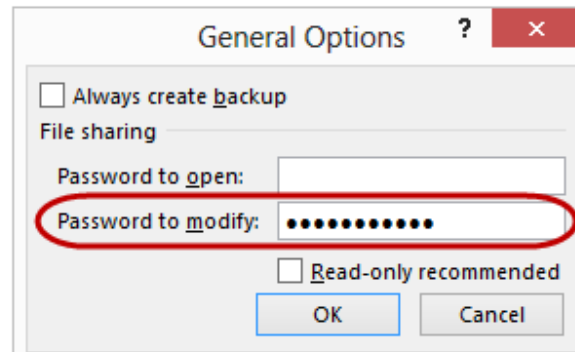 General Options ? ×
Always create backup
File sharing
Password to open:
Password to modify: ●●●●●●●●●●●
Read-only recommended
OK Cancel